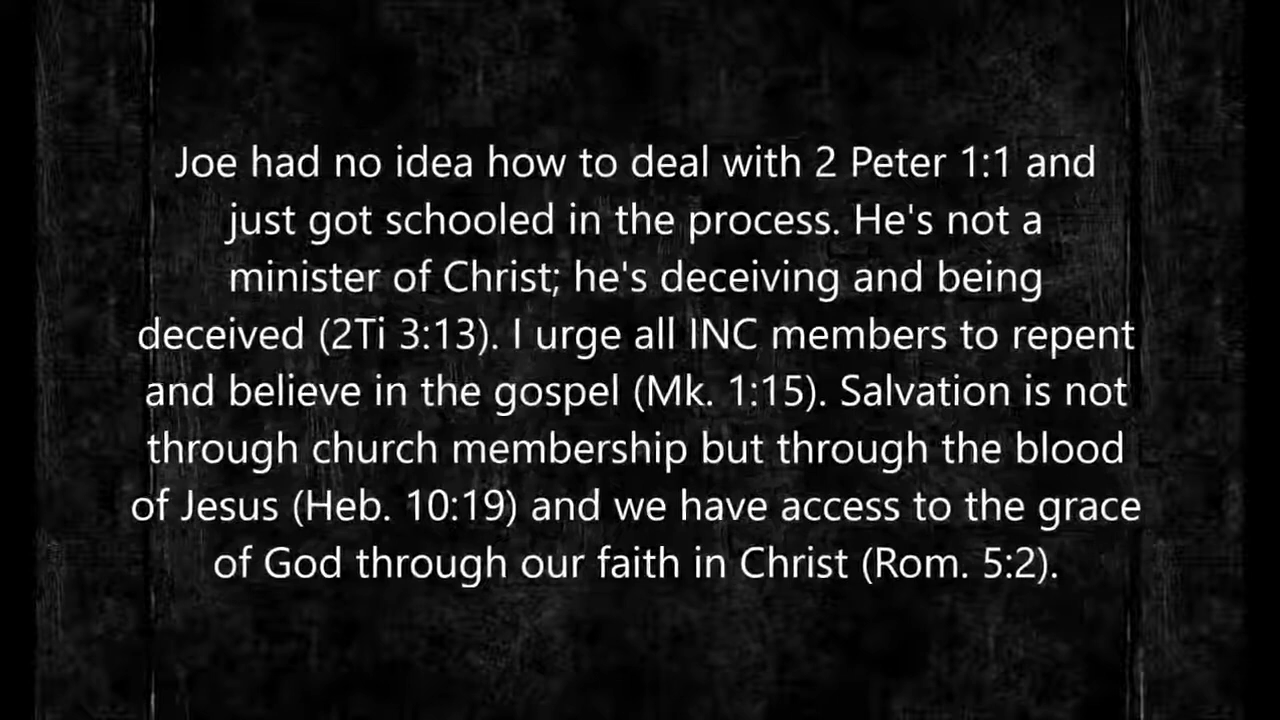 Joe had no idea how to deal with 2 Peter 1:1 and
just got schooled in the process. He's not a
minister of Christ; he's deceiving and being
deceived (2Ti 3:13). I urge all INC members to repent
and believe in the gospel (Mk. 1:15). Salvation is not
through church membership but through the blood
of Jesus (Heb. 10:19) and we have access to the grace
of God through our faith in Christ (Rom. 5:2).